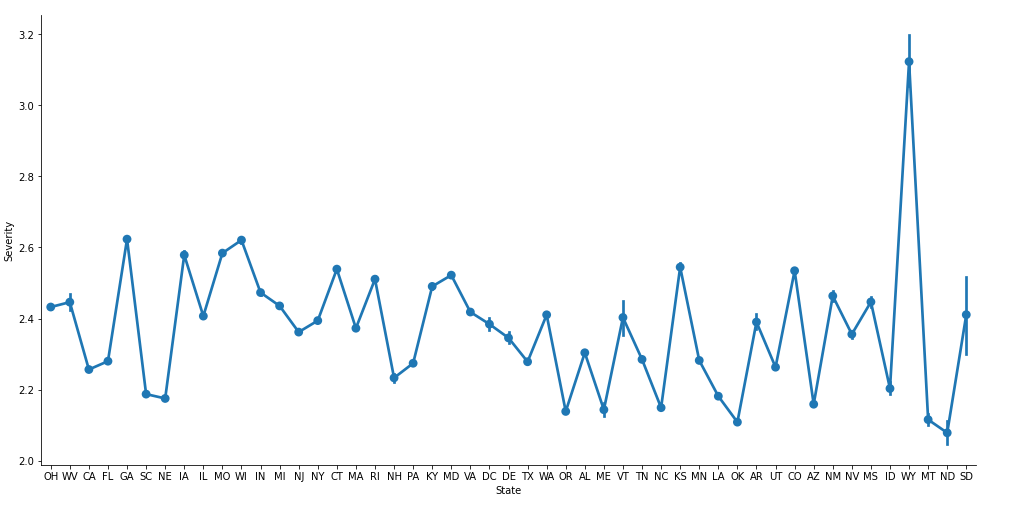 3.2
3.0
2.8
2.6
2.4
2.2
2.0
Severity
OH WV CA FL GA SC NE IA IL MO WI IN MI NJ NY CT MA RI NH PA KY MD VA DC DE TX WA OR AL ME VT TN NC KS MN LA OK AR UT CO AZ NM NV MS ID WY MT ND SD
State